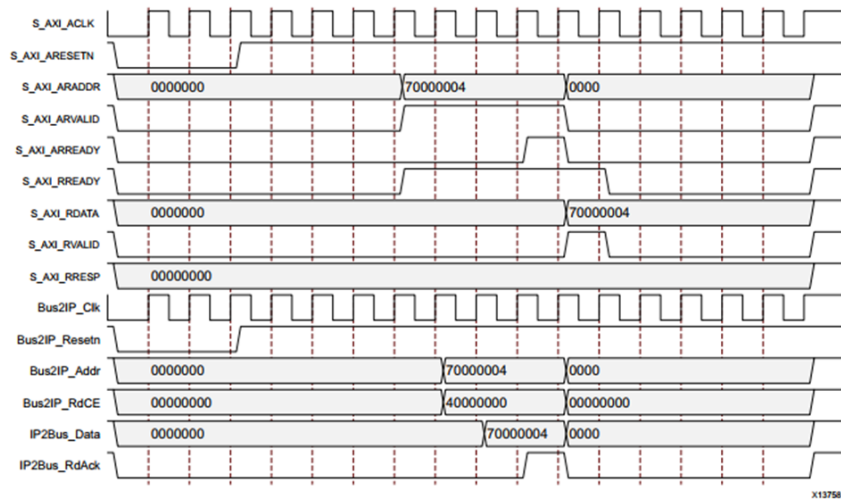 S_AXI_ACLK
S_AXI_ARESETN
S_AXI_ARADDR 0000000 70000004 0000
S_AXI_ARVALID
S_AXI_ARREADY
S_AXI_RREADY
S_AXI_RDATA 0000000 70000004
S_AXI_RVALID
S_AXI_RRESP 00000000
Bus2IP_Clk
Bus2IP_Resetn
Bus2IP_Addr 0000000 70000004 0000
Bus2IP_RdCE 00000000 40000000 00000000
IP2Bus_Data 0000000 70000004 0000
IP2Bus_RdAck
X13758